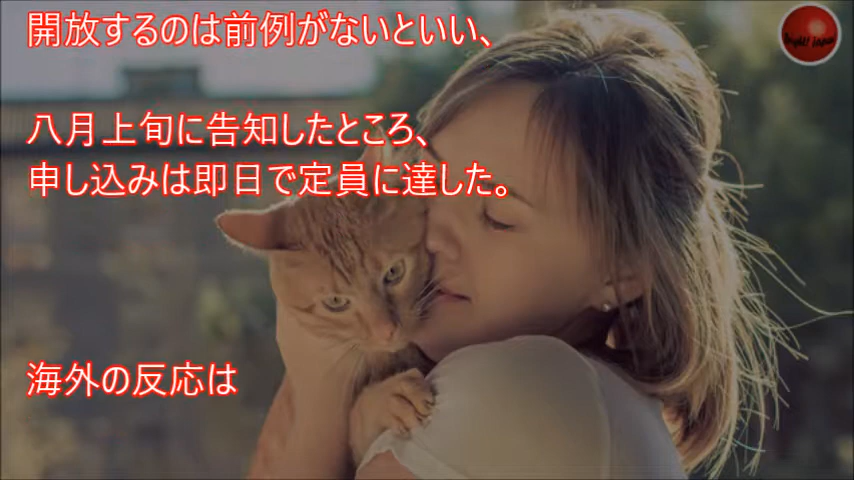 開放するのは前例がないといい、
八月上旬に告知したところ、
申し込みは即日で定員に達した。
海外の反応は